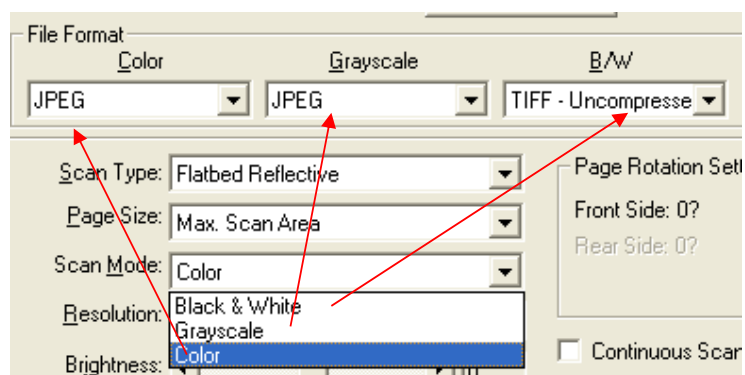 File Format
Color Grayscale B/W
JPEG JPEG TIFF - Uncompresse
Scan Type: Flatbed Reflective Page Rotation Sett
Page Size: Max. Scan Area Front Side: 0?
Rear Side: 0?
Scan Mode: Color
Resolution: Black & White
Grayscale
Brightness: Color Continuous Scan